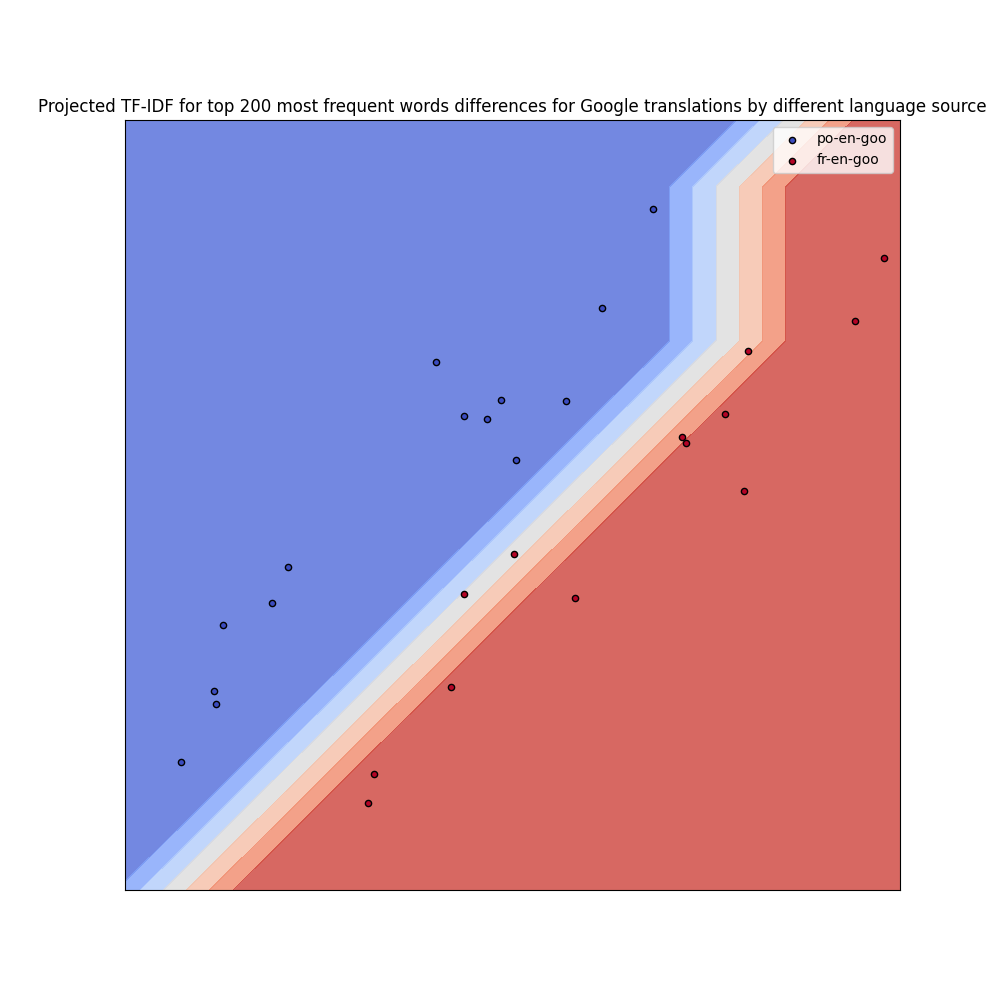 Projected TF-IDF for top 200 most frequent words differences for Google translations by different language source
po-en-goo
fr-en-goo